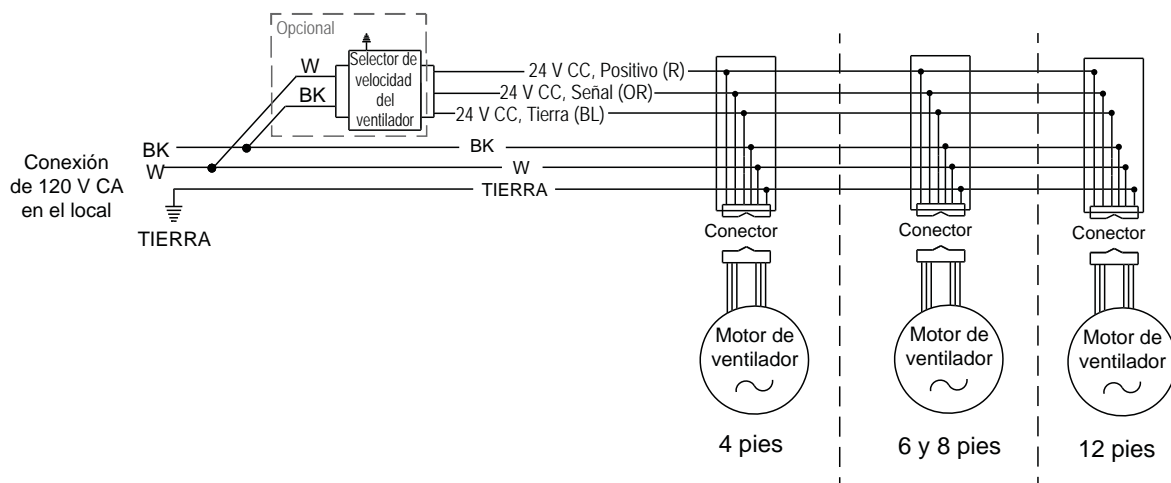 Opcional
W
BK
Selector de
velocidad
del
ventilador
24 V CC, Positivo (R)
24 V CC, Señal (OR)
24 V CC, Tierra (BL)
Conexión
de 120 V CA
en el local
BK
W
BK
W
TIERRA
TIERRA
Conector
Conector
Conector
Motor de
ventilador
Motor de
ventilador
Motor de
ventilador
4 pies
6 y 8 pies
12 pies